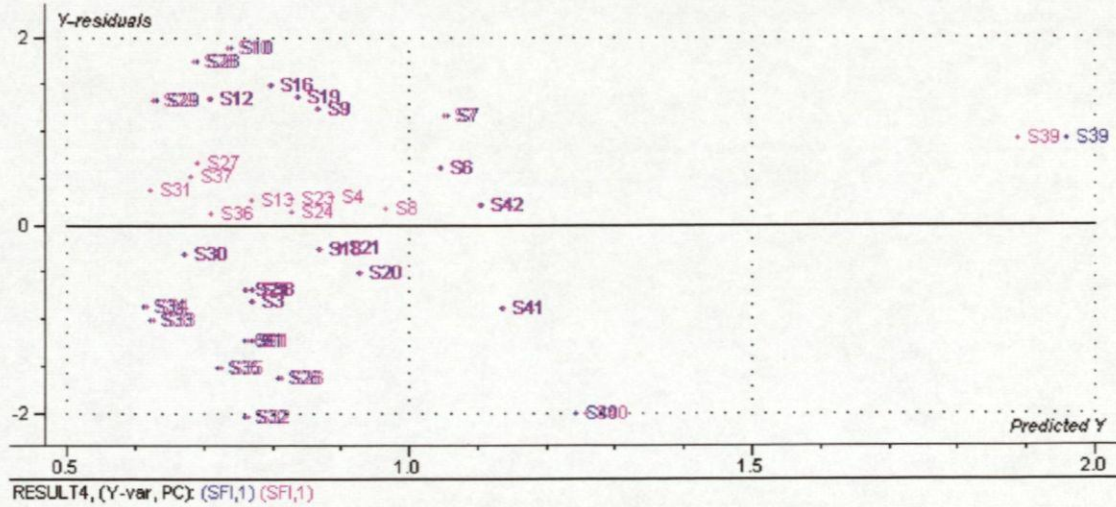 Y-residuals
2
S10
S28
S16
S29
S12
S19
S9
S7
S39
S39
S27
S6
S37
S31
S13
S23
S4
S42
S36
S24
S8
0
S30
S18
S21
S20
S3
S34
S41
S33
S35
S26
S32
-2
Predicted Y
0.5
1.0
1.5
2.0
RESULT4, (Y-var, PC): (SFI,1) (SFI,1)